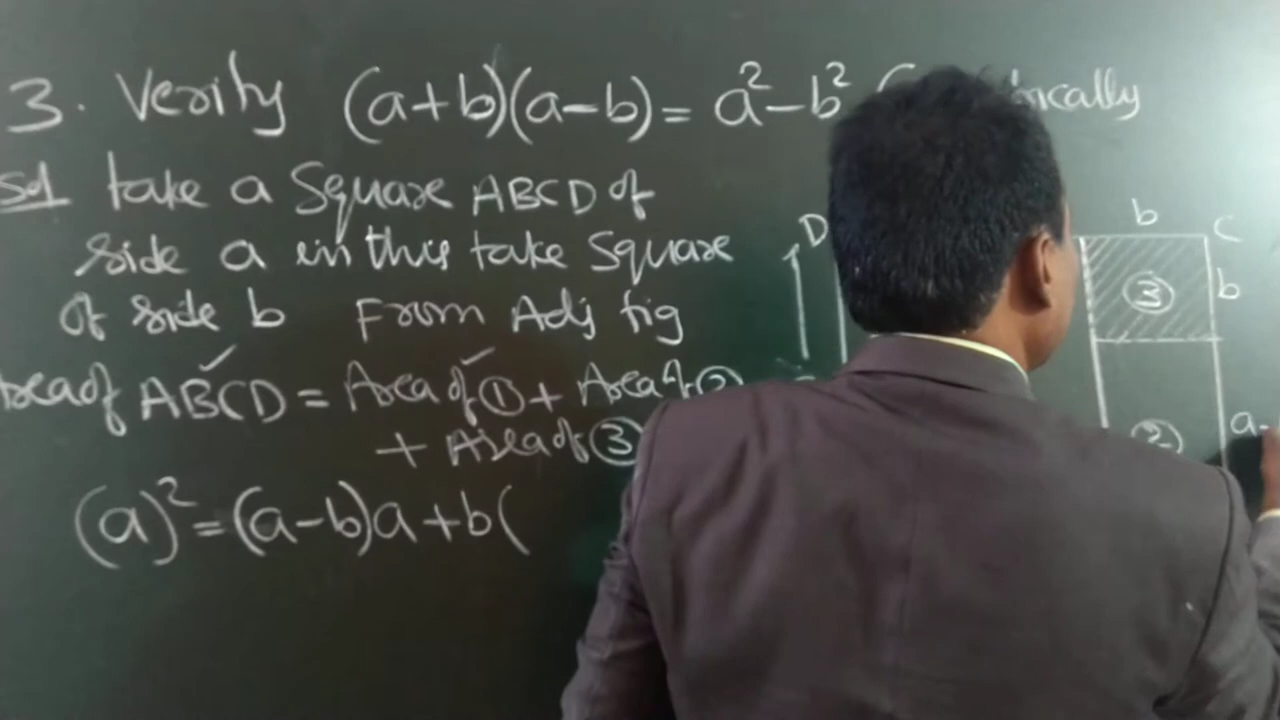 3. Verify (a+b)(a-b) = a²-b²
Sol take a Square ABCD of
side a in this take Square
of side b From Adj fig
Area of ABCD = Area of ① + Area of ②
+ Area of ③
(a)² = (a-b)a + b(
D
b
C
③
b
②
a-